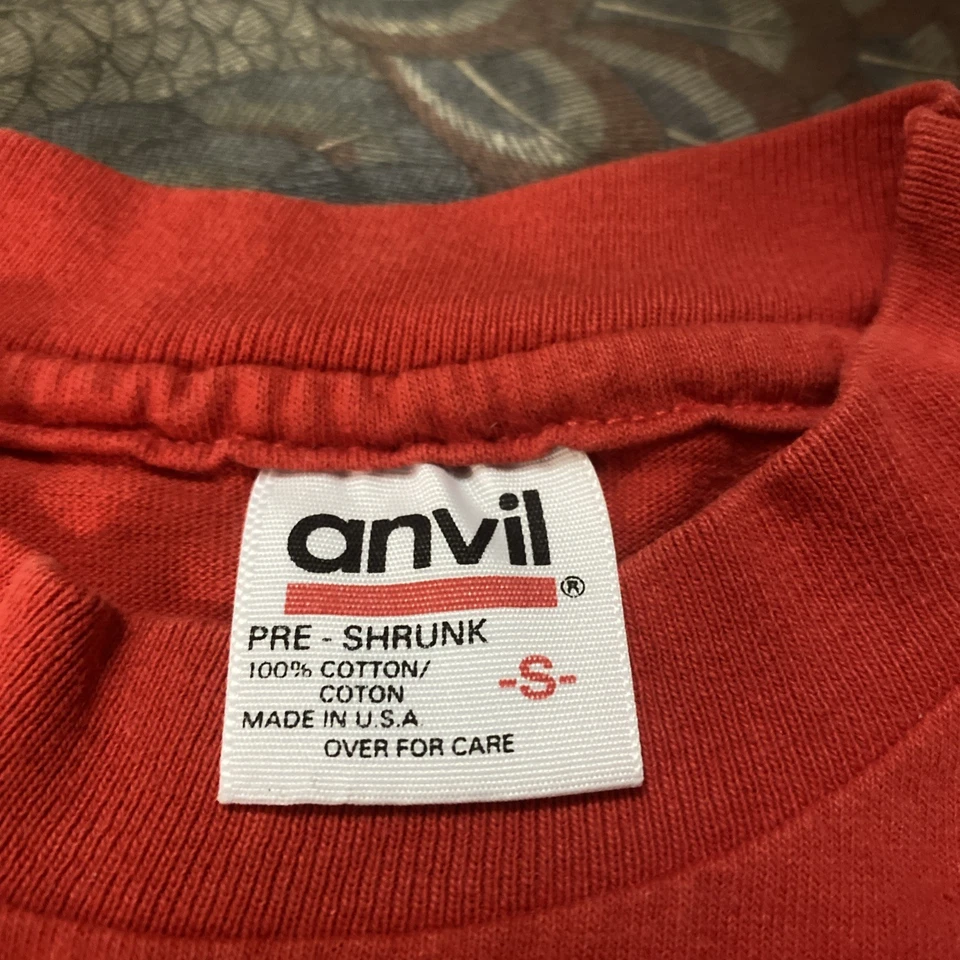 anvil®
PRE - SHRUNK
100% COTTON/
COTON
-S-
MADE IN U.S.A.
OVER FOR CARE